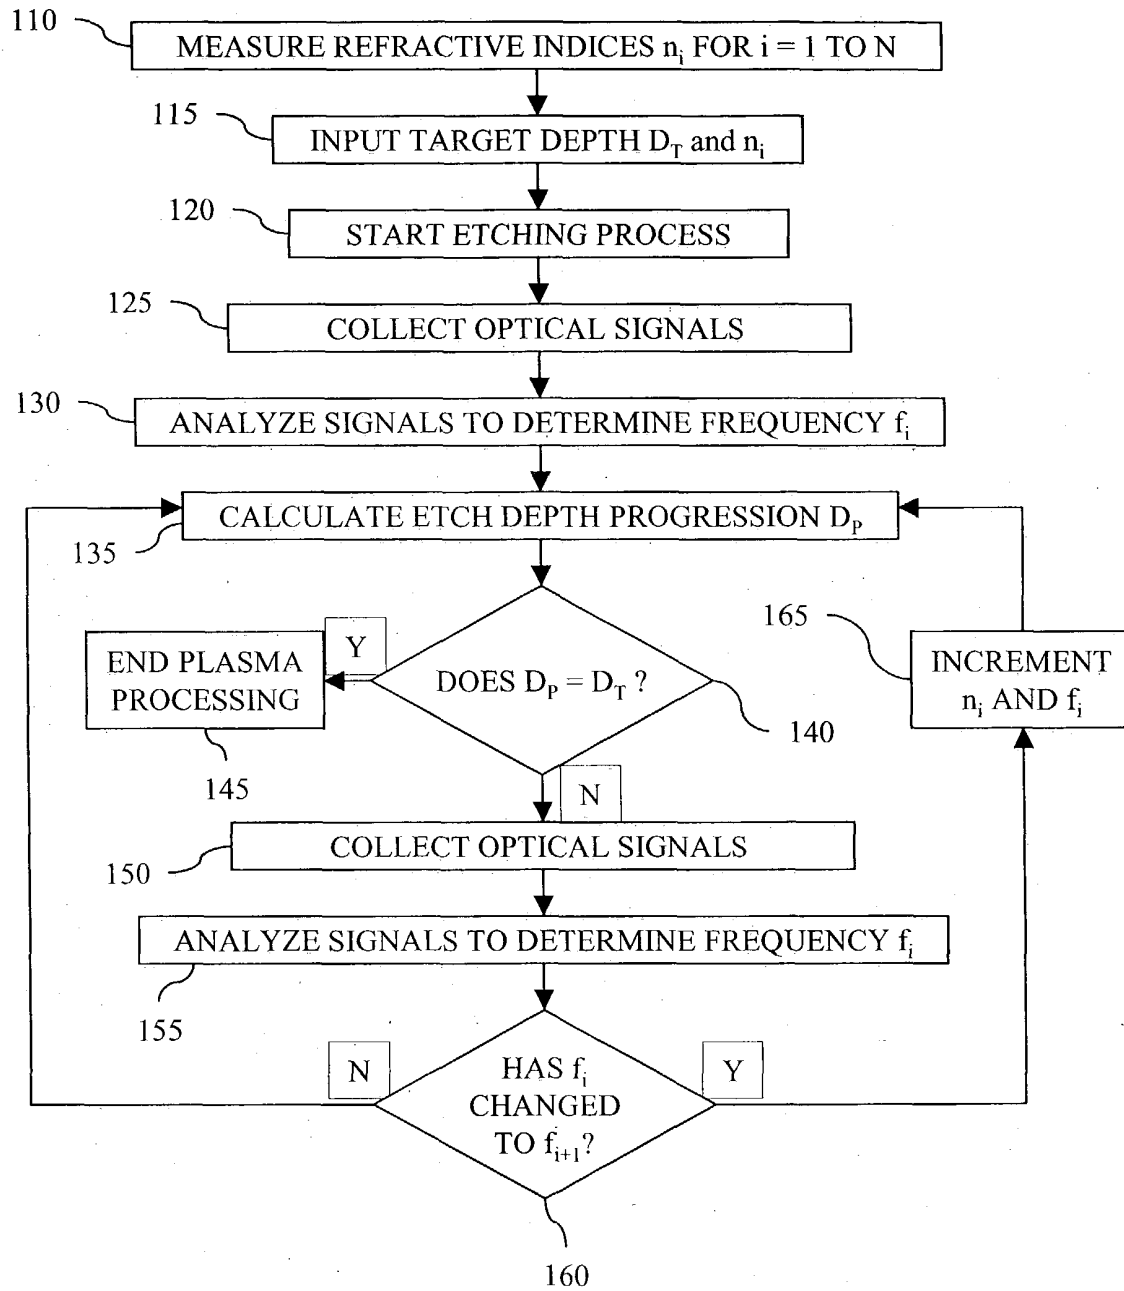 110
MEASURE REFRACTIVE INDICES nᵢ FOR i = 1 TO N
115
INPUT TARGET DEPTH D_T and nᵢ
120
START ETCHING PROCESS
125
COLLECT OPTICAL SIGNALS
130
ANALYZE SIGNALS TO DETERMINE FREQUENCY fᵢ
CALCULATE ETCH DEPTH PROGRESSION D_P
135
Y
END PLASMA
PROCESSING
145
DOES D_P = D_T ?
140
165
INCREMENT
nᵢ AND fᵢ
N
COLLECT OPTICAL SIGNALS
150
ANALYZE SIGNALS TO DETERMINE FREQUENCY fᵢ
155
N
HAS fᵢ
CHANGED
TO fᵢ₊₁?
Y
160